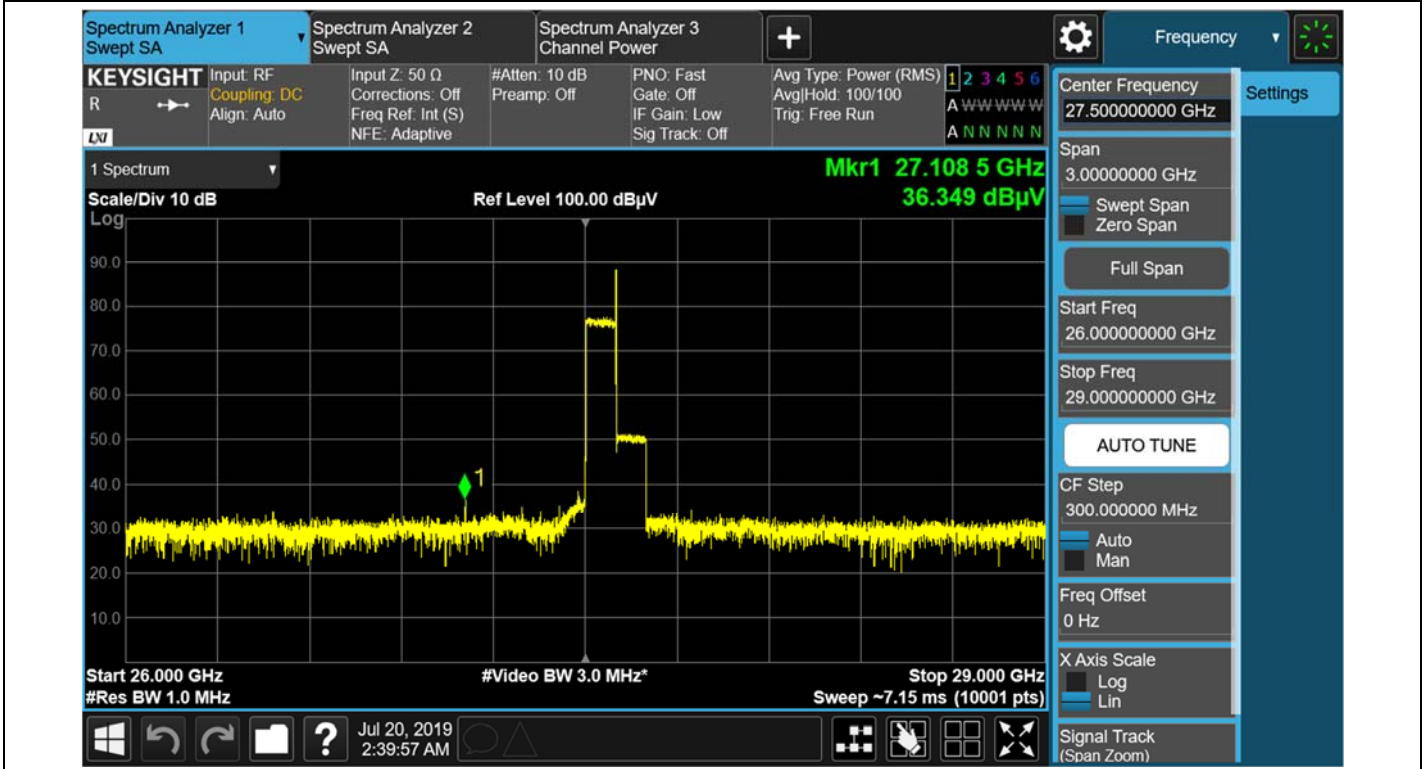 Spectrum Analyzer 1
Swept SA
Spectrum Analyzer 2
Swept SA
Spectrum Analyzer 3
Channel Power
Frequency
KEYSIGHT
R
LXI
Input: RF
Coupling: DC
Align: Auto
Input Z: 50 Ω
Corrections: Off
Freq Ref: Int (S)
NFE: Adaptive
#Atten: 10 dB
Preamp: Off
PNO: Fast
Gate: Off
IF Gain: Low
Sig Track: Off
Avg Type: Power (RMS)
Avg|Hold: 100/100
Trig: Free Run
1 2 3 4 5 6
A W W W W W
A N N N N N
1 Spectrum
Scale/Div 10 dB
Ref Level 100.00 dBµV
Mkr1 27.108 5 GHz
36.349 dBµV
Log
90.0
80.0
70.0
60.0
50.0
40.0
30.0
20.0
10.0
1
Start 26.000 GHz
#Res BW 1.0 MHz
#Video BW 3.0 MHz*
Stop 29.000 GHz
Sweep ~7.15 ms (10001 pts)
Center Frequency
27.500000000 GHz
Span
3.00000000 GHz
Swept Span
Zero Span
Full Span
Start Freq
26.000000000 GHz
Stop Freq
29.000000000 GHz
AUTO TUNE
CF Step
300.000000 MHz
Auto
Man
Freq Offset
0 Hz
X Axis Scale
Log
Lin
Signal Track
(Span Zoom)
Settings
?
Jul 20, 2019
2:39:57 AM